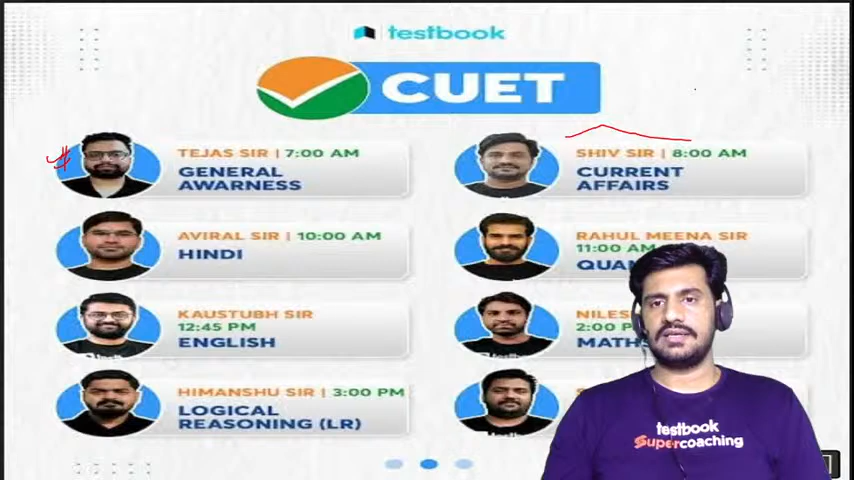 testbook
CUET
TEJAS SIR | 7:00 AM
GENERAL
AWARNESS
SHIV SIR | 8:00 AM
CURRENT
AFFAIRS
AVIRAL SIR | 10:00 AM
HINDI
RAHUL MEENA SIR
11:00 AM
KAUSTUBH SIR
12:45 PM
ENGLISH
2:00
MATHS
HIMANSHU SIR | 3:00 PM
LOGICAL
REASONING (LR)
testbook
Supercoaching